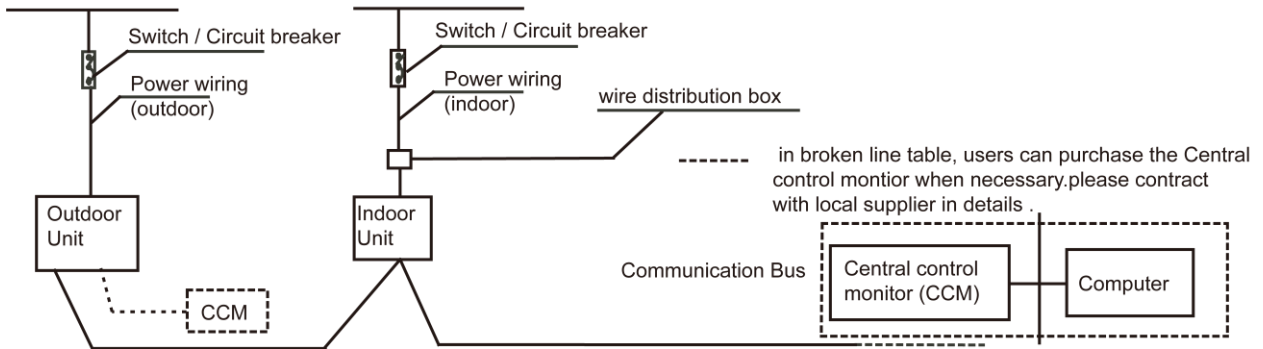 Switch / Circuit breaker
Power wiring
(outdoor)
Outdoor
Unit
CCM
Switch / Circuit breaker
Power wiring
(indoor)
wire distribution box
Indoor
Unit
in broken line table, users can purchase the Central
control montior when necessary.please contract
with local supplier in details .
Communication Bus
Central control
monitor (CCM)
Computer